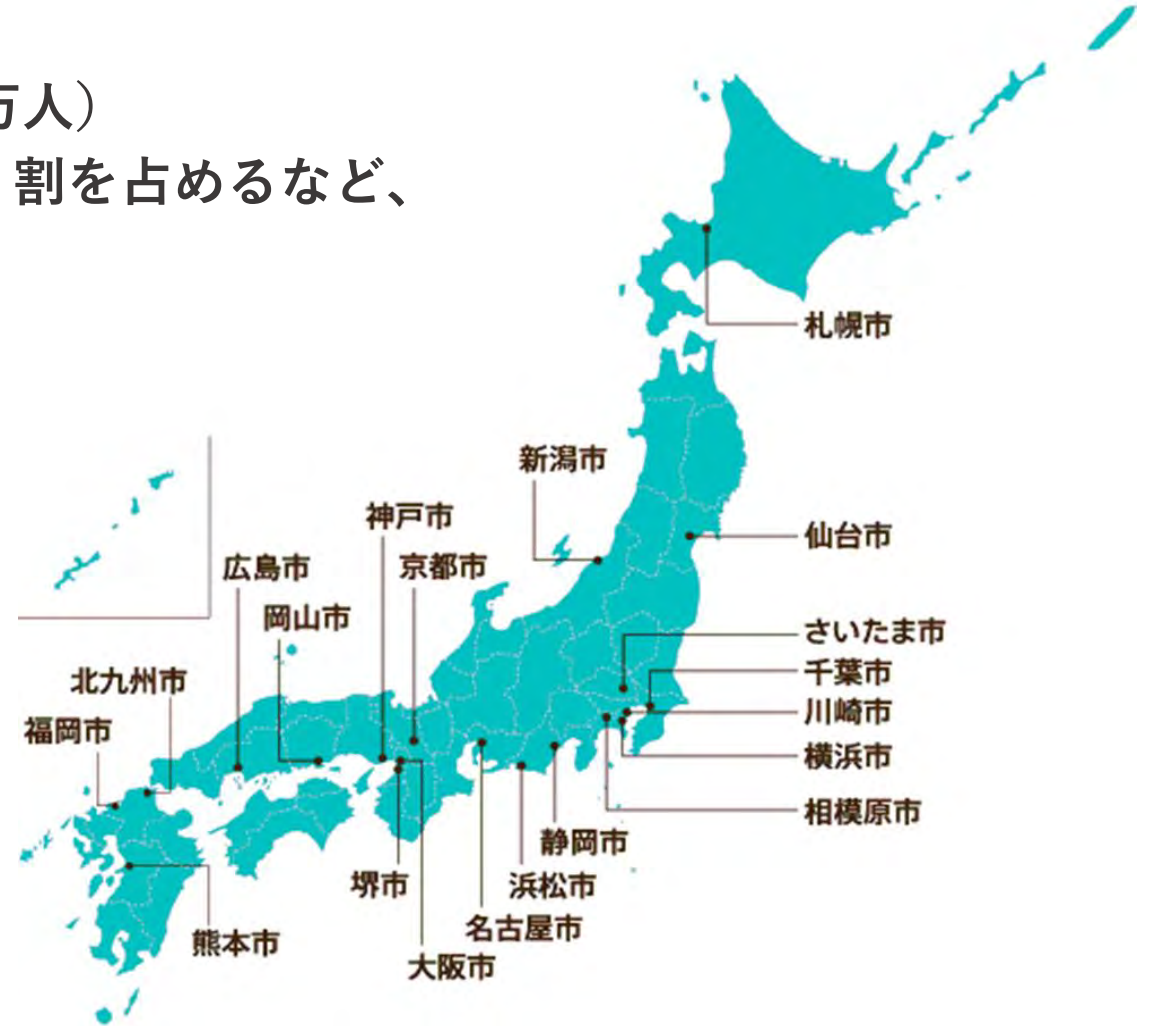 万人）
割を占めるなど、
札幌市
新潟市
神戸市
仙台市
広島市
京都市
岡山市
さいたま市
千葉市
北九州市
川崎市
福岡市
横浜市
相模原市
静岡市
堺市
浜松市
名古屋市
熊本市
大阪市